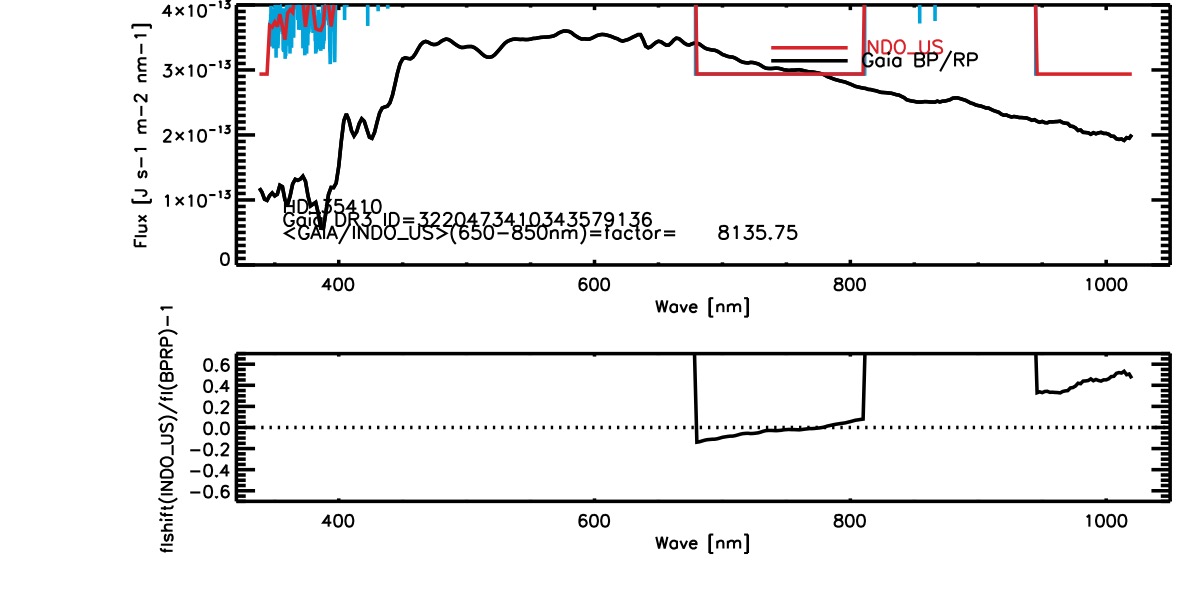 4×10−13
3×10−13
2×10−13
1×10−13
0
Flux [J s−1 m−2 nm−1]
INDO_US
Gaia BP/RP
HD_35410
Gaia DR3 ID=3220473410343579136
<GAIA/INDO_US>(650−850nm)=factor= 8135.75
400 600 800 1000
Wave [nm]
flshift(INDO_US)/fl(BPRP)−1
0.6
0.4
0.2
0.0
−0.2
−0.4
−0.6
400 600 800 1000
Wave [nm]